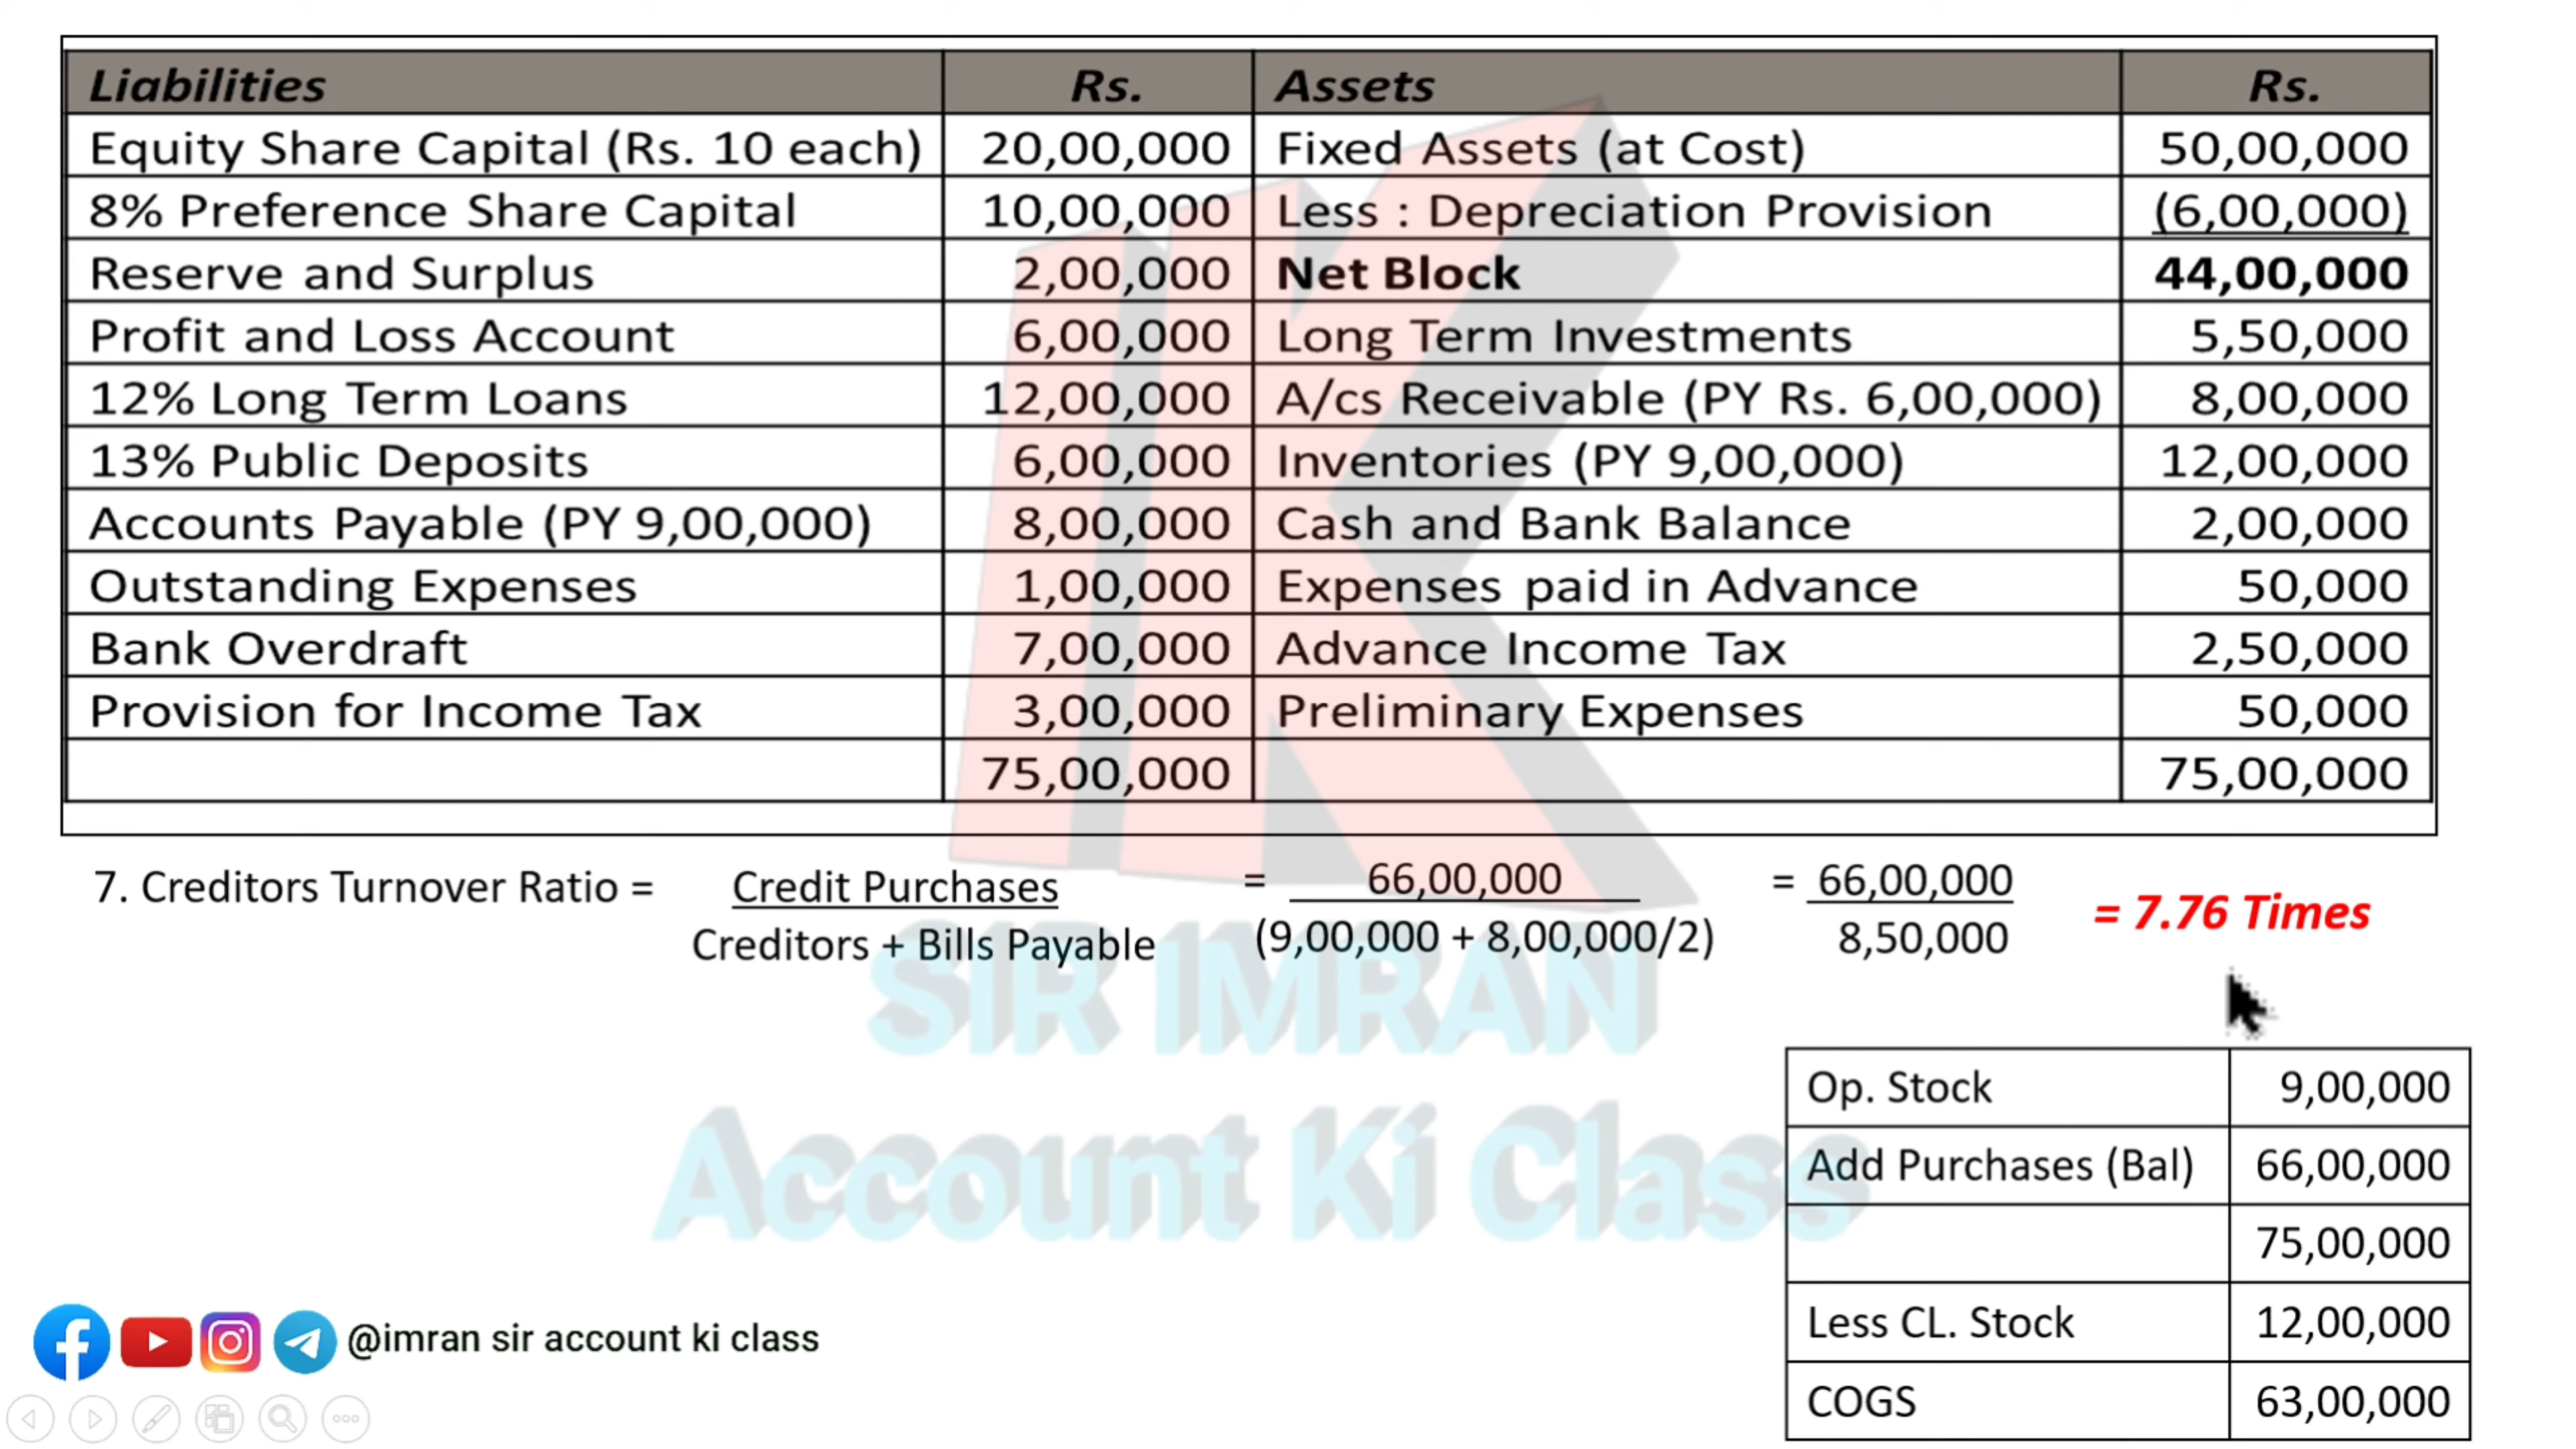 Liabilities Rs. Assets Rs.
Equity Share Capital (Rs. 10 each) 20,00,000 Fixed Assets (at Cost) 50,00,000
8% Preference Share Capital 10,00,000 Less : Depreciation Provision (6,00,000)
Reserve and Surplus 2,00,000 Net Block 44,00,000
Profit and Loss Account 6,00,000 Long Term Investments 5,50,000
12% Long Term Loans 12,00,000 A/cs Receivable (PY Rs. 6,00,000) 8,00,000
13% Public Deposits 6,00,000 Inventories (PY 9,00,000) 12,00,000
Accounts Payable (PY 9,00,000) 8,00,000 Cash and Bank Balance 2,00,000
Outstanding Expenses 1,00,000 Expenses paid in Advance 50,000
Bank Overdraft 7,00,000 Advance Income Tax 2,50,000
Provision for Income Tax 3,00,000 Preliminary Expenses 50,000
75,00,000 75,00,000
7. Creditors Turnover Ratio = Credit Purchases = 66,00,000 = 66,00,000 = 7.76 Times
Creditors + Bills Payable (9,00,000 + 8,00,000/2) 8,50,000
SIR IMRAN
Account Ki Class
Op. Stock 9,00,000
Add Purchases (Bal) 66,00,000
75,00,000
Less CL. Stock 12,00,000
COGS 63,00,000
@imran sir account ki class